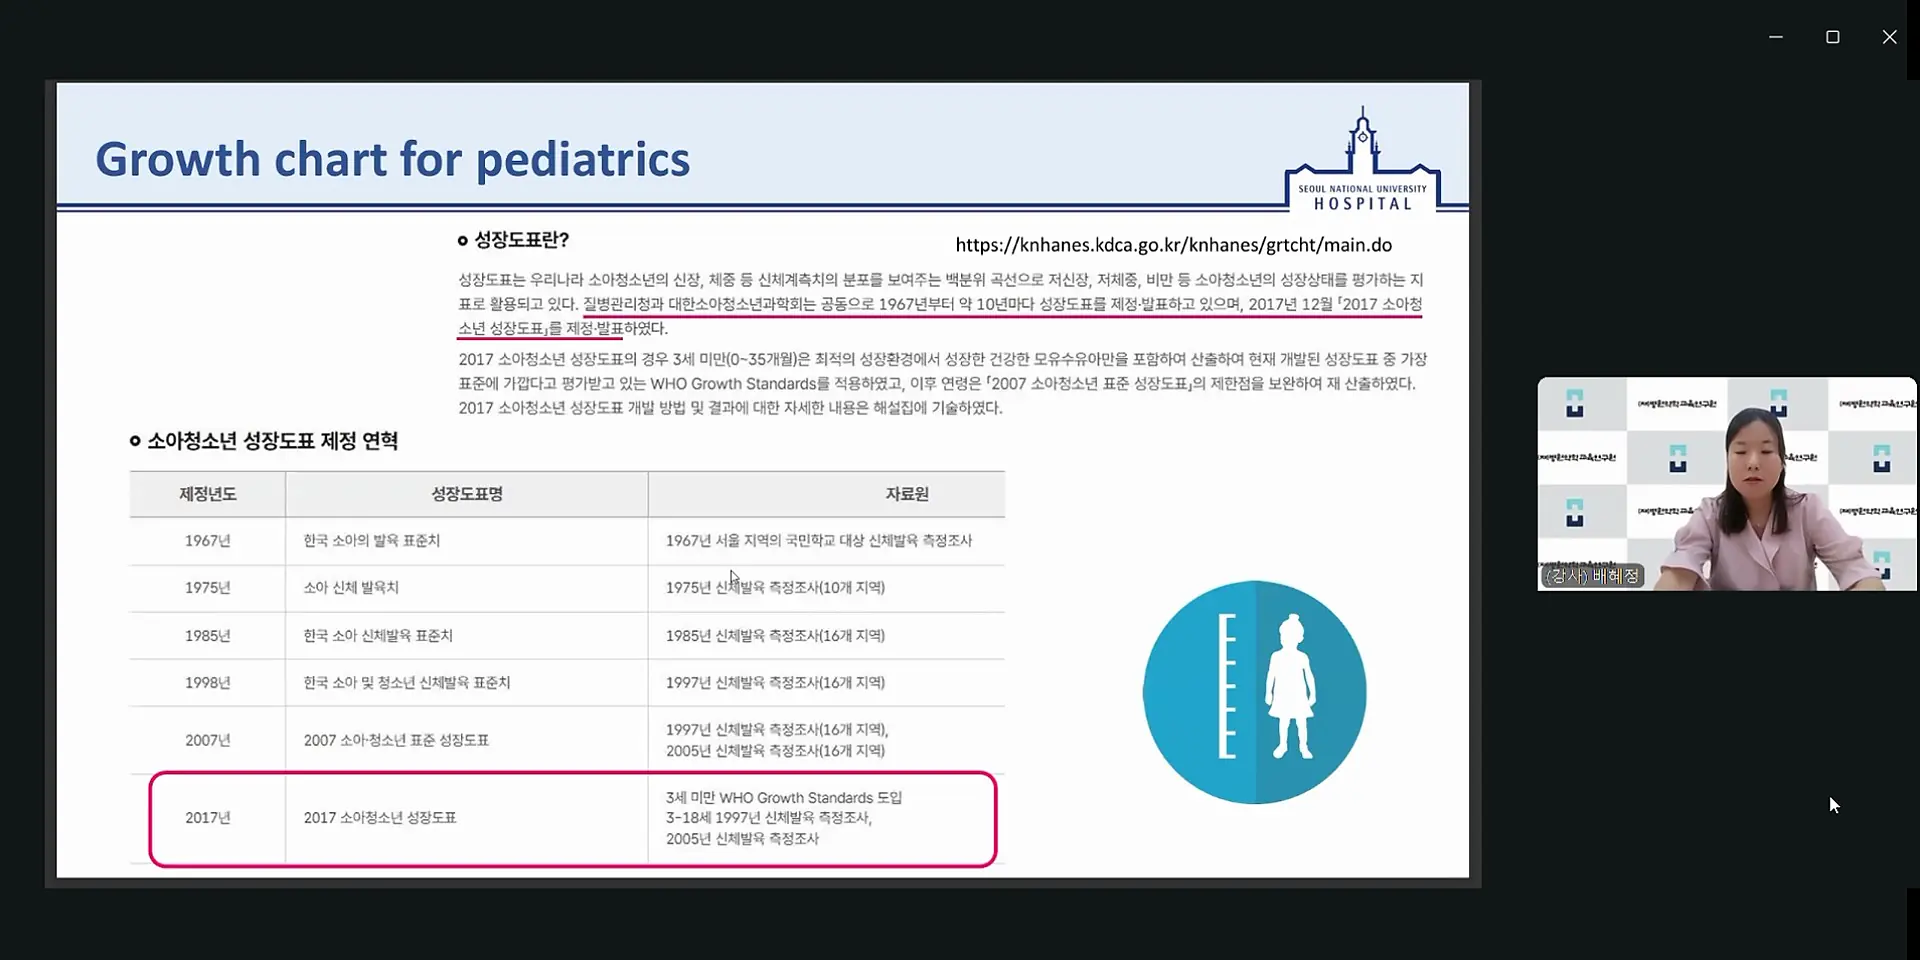 Growth chart for pediatrics
SEOUL NATIONAL UNIVERSITY
HOSPITAL
성장도표란?
https://knhanes.kdca.go.kr/knhanes/grtcht/main.do
성장도표는 우리나라 소아청소년의 신장, 체중 등 신체계측치의 분포를 보여주는 백분위 곡선으로 저신장, 저체중, 비만 등 소아청소년의 성장상태를 평가하는 지
표로 활용되고 있다. 질병관리청과 대한소아청소년과학회는 공동으로 1967년부터 약 10년마다 성장도표를 제정·발표하고 있으며, 2017년 12월 「2017 소아청
소년 성장도표」를 제정·발표하였다.
2017 소아청소년 성장도표의 경우 3세 미만(0~35개월)은 최적의 성장환경에서 성장한 건강한 모유수유아만을 포함하여 산출하여 현재 개발된 성장도표 중 가장
표준에 가깝다고 평가받고 있는 WHO Growth Standards를 적용하였고, 이후 연령은 「2007 소아청소년 표준 성장도표」의 제한점을 보완하여 재 산출하였다.
2017 소아청소년 성장도표 개발 방법 및 결과에 대한 자세한 내용은 해설집에 기술하였다.
소아청소년 성장도표 제정 연혁
제정년도 성장도표명 자료원
1967년 한국 소아의 발육 표준치 1967년 서울 지역의 국민학교 대상 신체발육 측정조사
1975년 소아 신체 발육치 1975년 신체발육 측정조사(10개 지역)
1985년 한국 소아 신체발육 표준치 1985년 신체발육 측정조사(16개 지역)
1998년 한국 소아 및 청소년 신체발육 표준치 1997년 신체발육 측정조사(16개 지역)
2007년 2007 소아·청소년 표준 성장도표 1997년 신체발육 측정조사(16개 지역),
2005년 신체발육 측정조사(16개 지역)
2017년 2017 소아청소년 성장도표 3세 미만 WHO Growth Standards 도입
3-18세 1997년 신체발육 측정조사,
2005년 신체발육 측정조사
(재)병원약학교육연구원
(강사) 배혜정